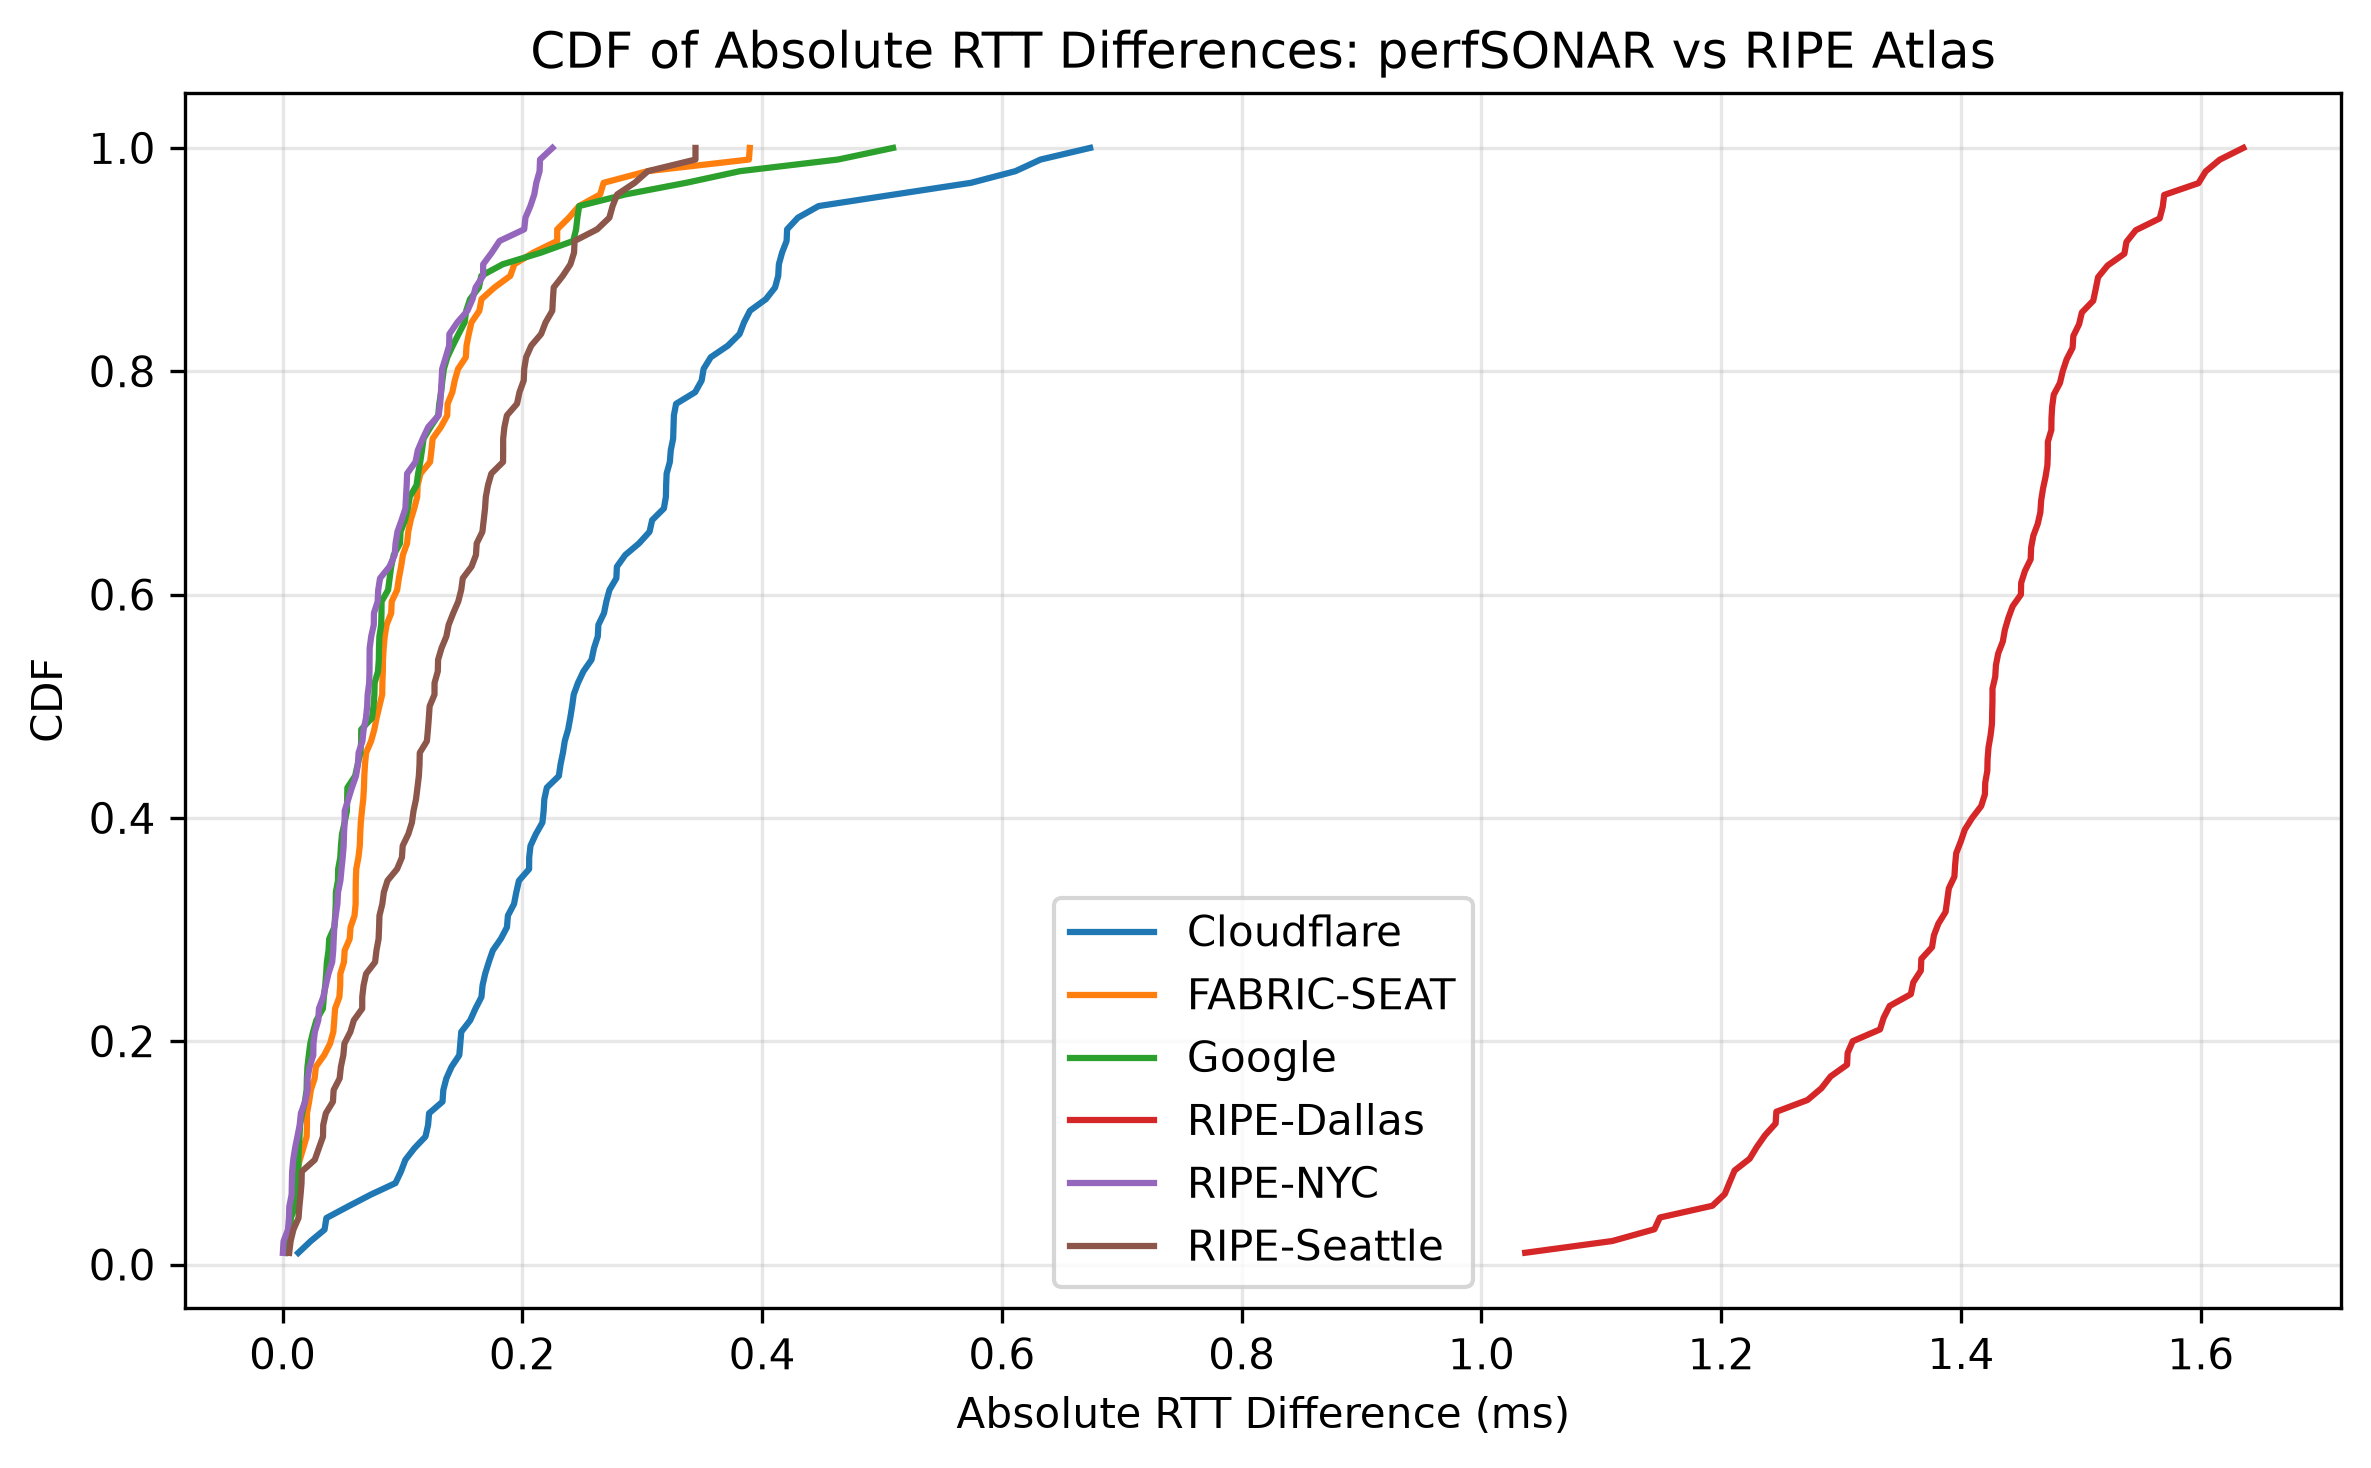 CDF of Absolute RTT Differences: perfSONAR vs RIPE Atlas
CDF
1.0
0.8
0.6
0.4
0.2
0.0
Cloudflare
FABRIC-SEAT
Google
RIPE-Dallas
RIPE-NYC
RIPE-Seattle
0.0 0.2 0.4 0.6 0.8 1.0 1.2 1.4 1.6
Absolute RTT Difference (ms)